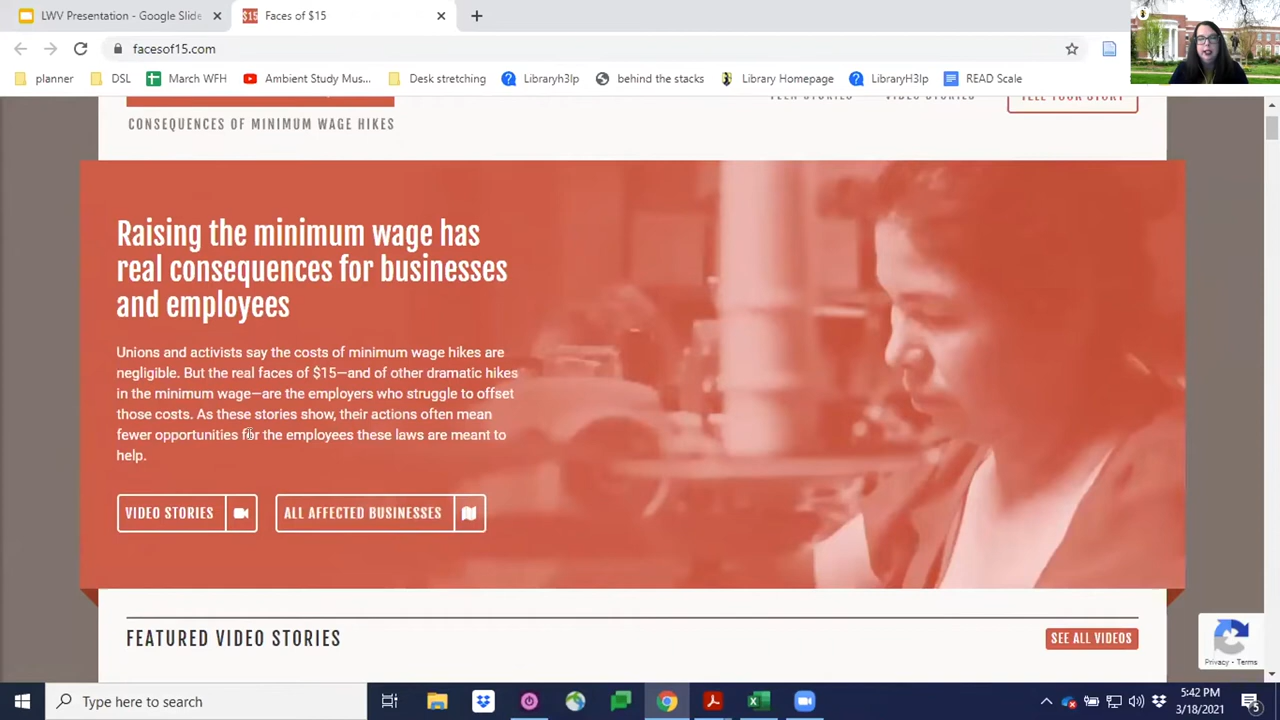 LWV Presentation - Google Slide
$15 Faces of $15
facesof15.com
planner DSL March WFH Ambient Study Mus... Desk stretching LibraryH3lp behind the stacks Library Homepage LibraryH3lp READ Scale
TEEN STORIES VIDEO STORIES TELL YOUR STORY
CONSEQUENCES OF MINIMUM WAGE HIKES
Raising the minimum wage has
real consequences for businesses
and employees
Unions and activists say the costs of minimum wage hikes are
negligible. But the real faces of $15—and of other dramatic hikes
in the minimum wage—are the employers who struggle to offset
those costs. As these stories show, their actions often mean
fewer opportunities for the employees these laws are meant to
help.
VIDEO STORIES
ALL AFFECTED BUSINESSES
FEATURED VIDEO STORIES
SEE ALL VIDEOS
Privacy - Terms
Type here to search
5:42 PM
3/18/2021
5